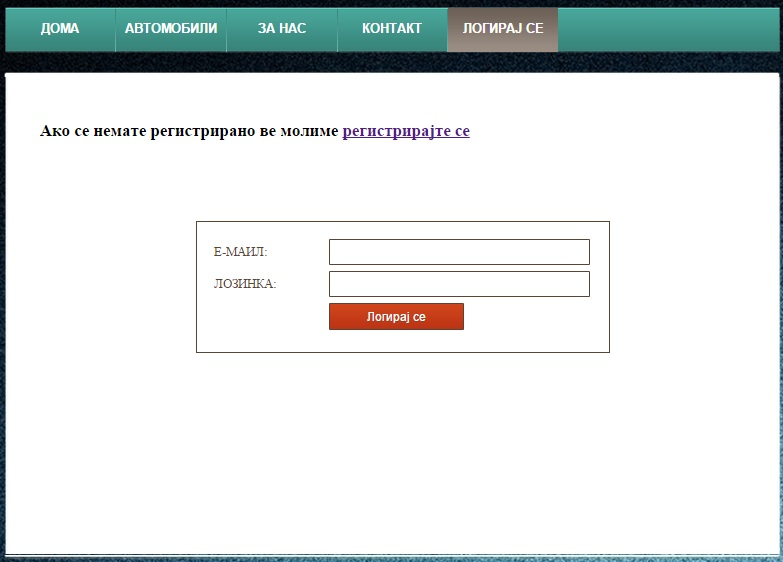 ДОМА АВТОМОБИЛИ ЗА НАС КОНТАКТ ЛОГИРАЈ СЕ
Ако се немате регистрирано ве молиме регистрирајте се
Е-МАИЛ:
ЛОЗИНКА:
Логирај се